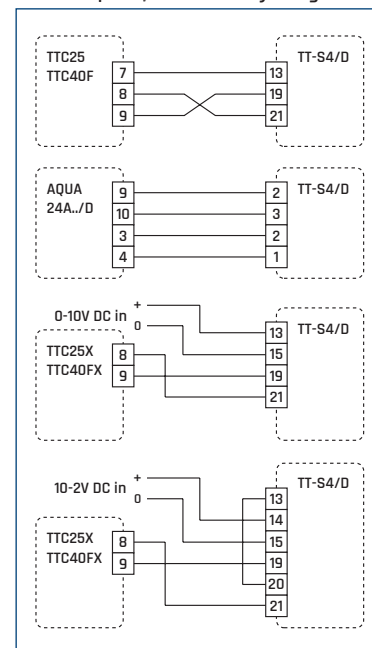 TTC25 TT-S4/D
TTC40F
7 13
8 19
9 21
AQUA TT-S4/D
24A../D
9 2
10 3
3 2
4 1
+
0-10V DC in 0
TT-S4/D
13
TTC25X 8 15
TTC40FX 9 19
21
+
10-2V DC in 0
TT-S4/D
13
14
TTC25X 8 15
TTC40FX 9 19
20
21